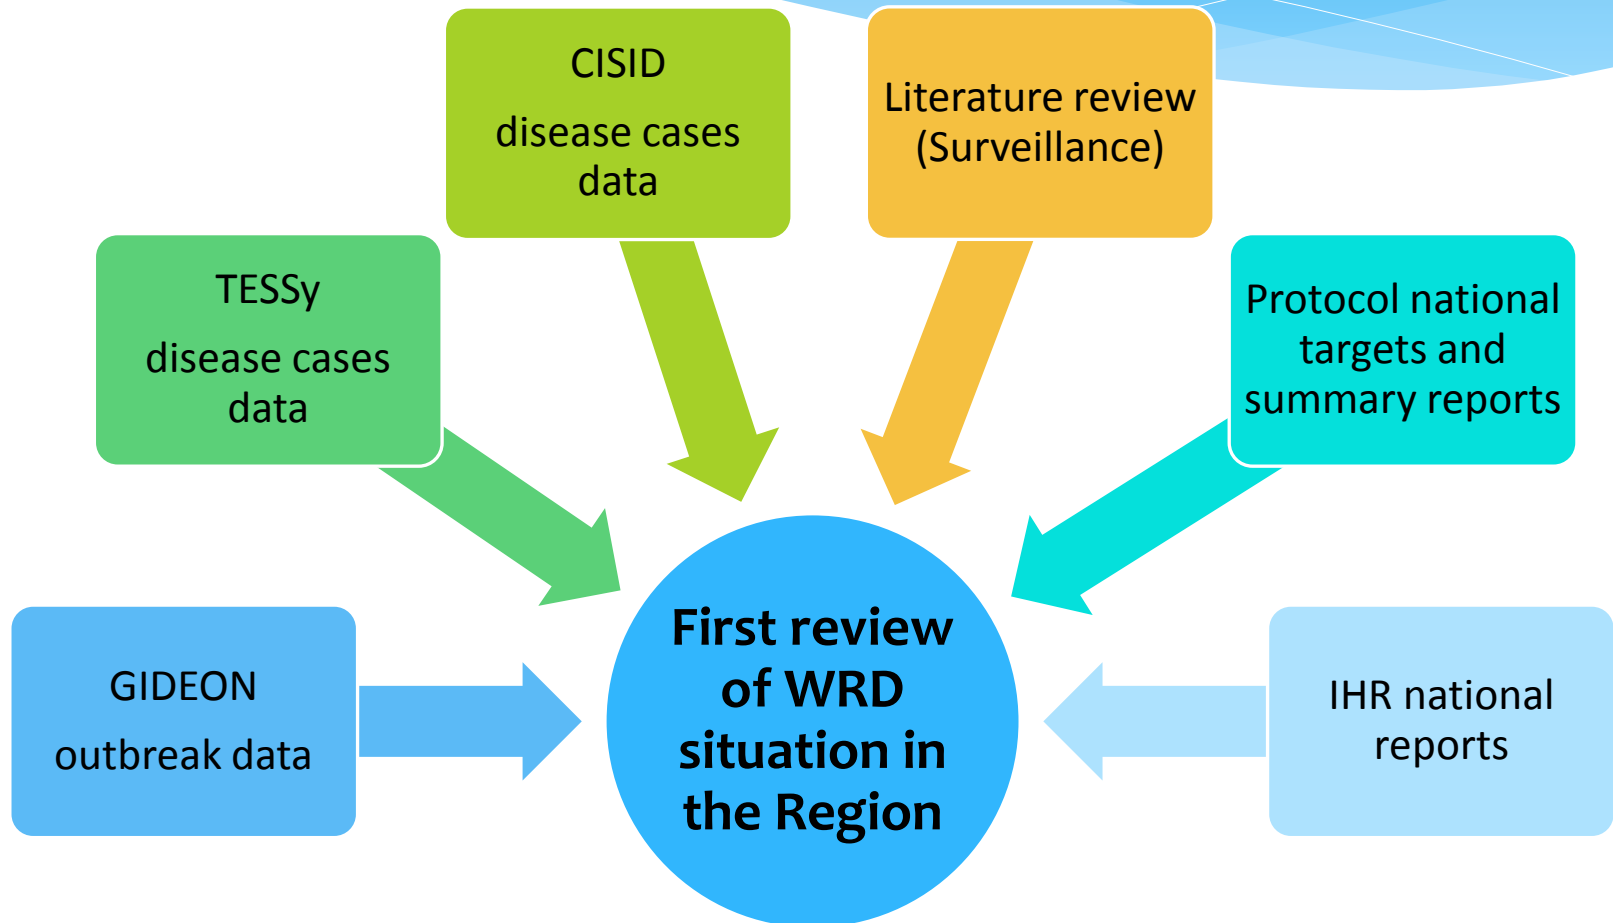 CISID
disease cases
data
Literature review
(Surveillance)
TESSy
disease cases
data
Protocol national
targets and
summary reports
GIDEON
outbreak data
First review
of WRD
situation in
the Region
IHR national
reports